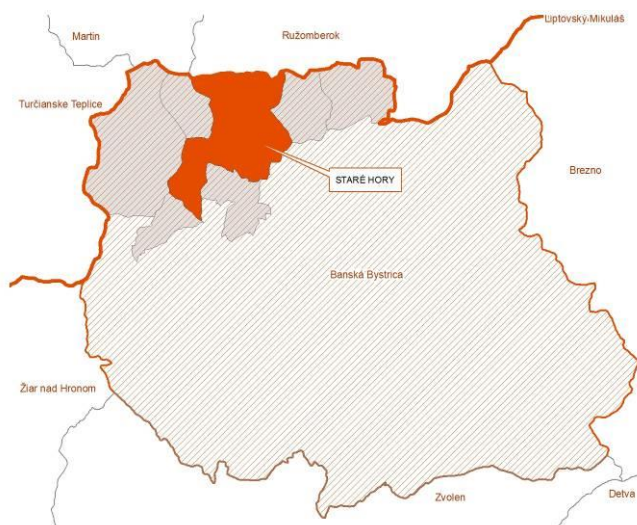 Liptovský Mikuláš
Martin
Ružomberok
Turčianske Teplice
Brezno
STARÉ HORY
Banská Bystrica
Žiar nad Hronom
Zvolen
Detva